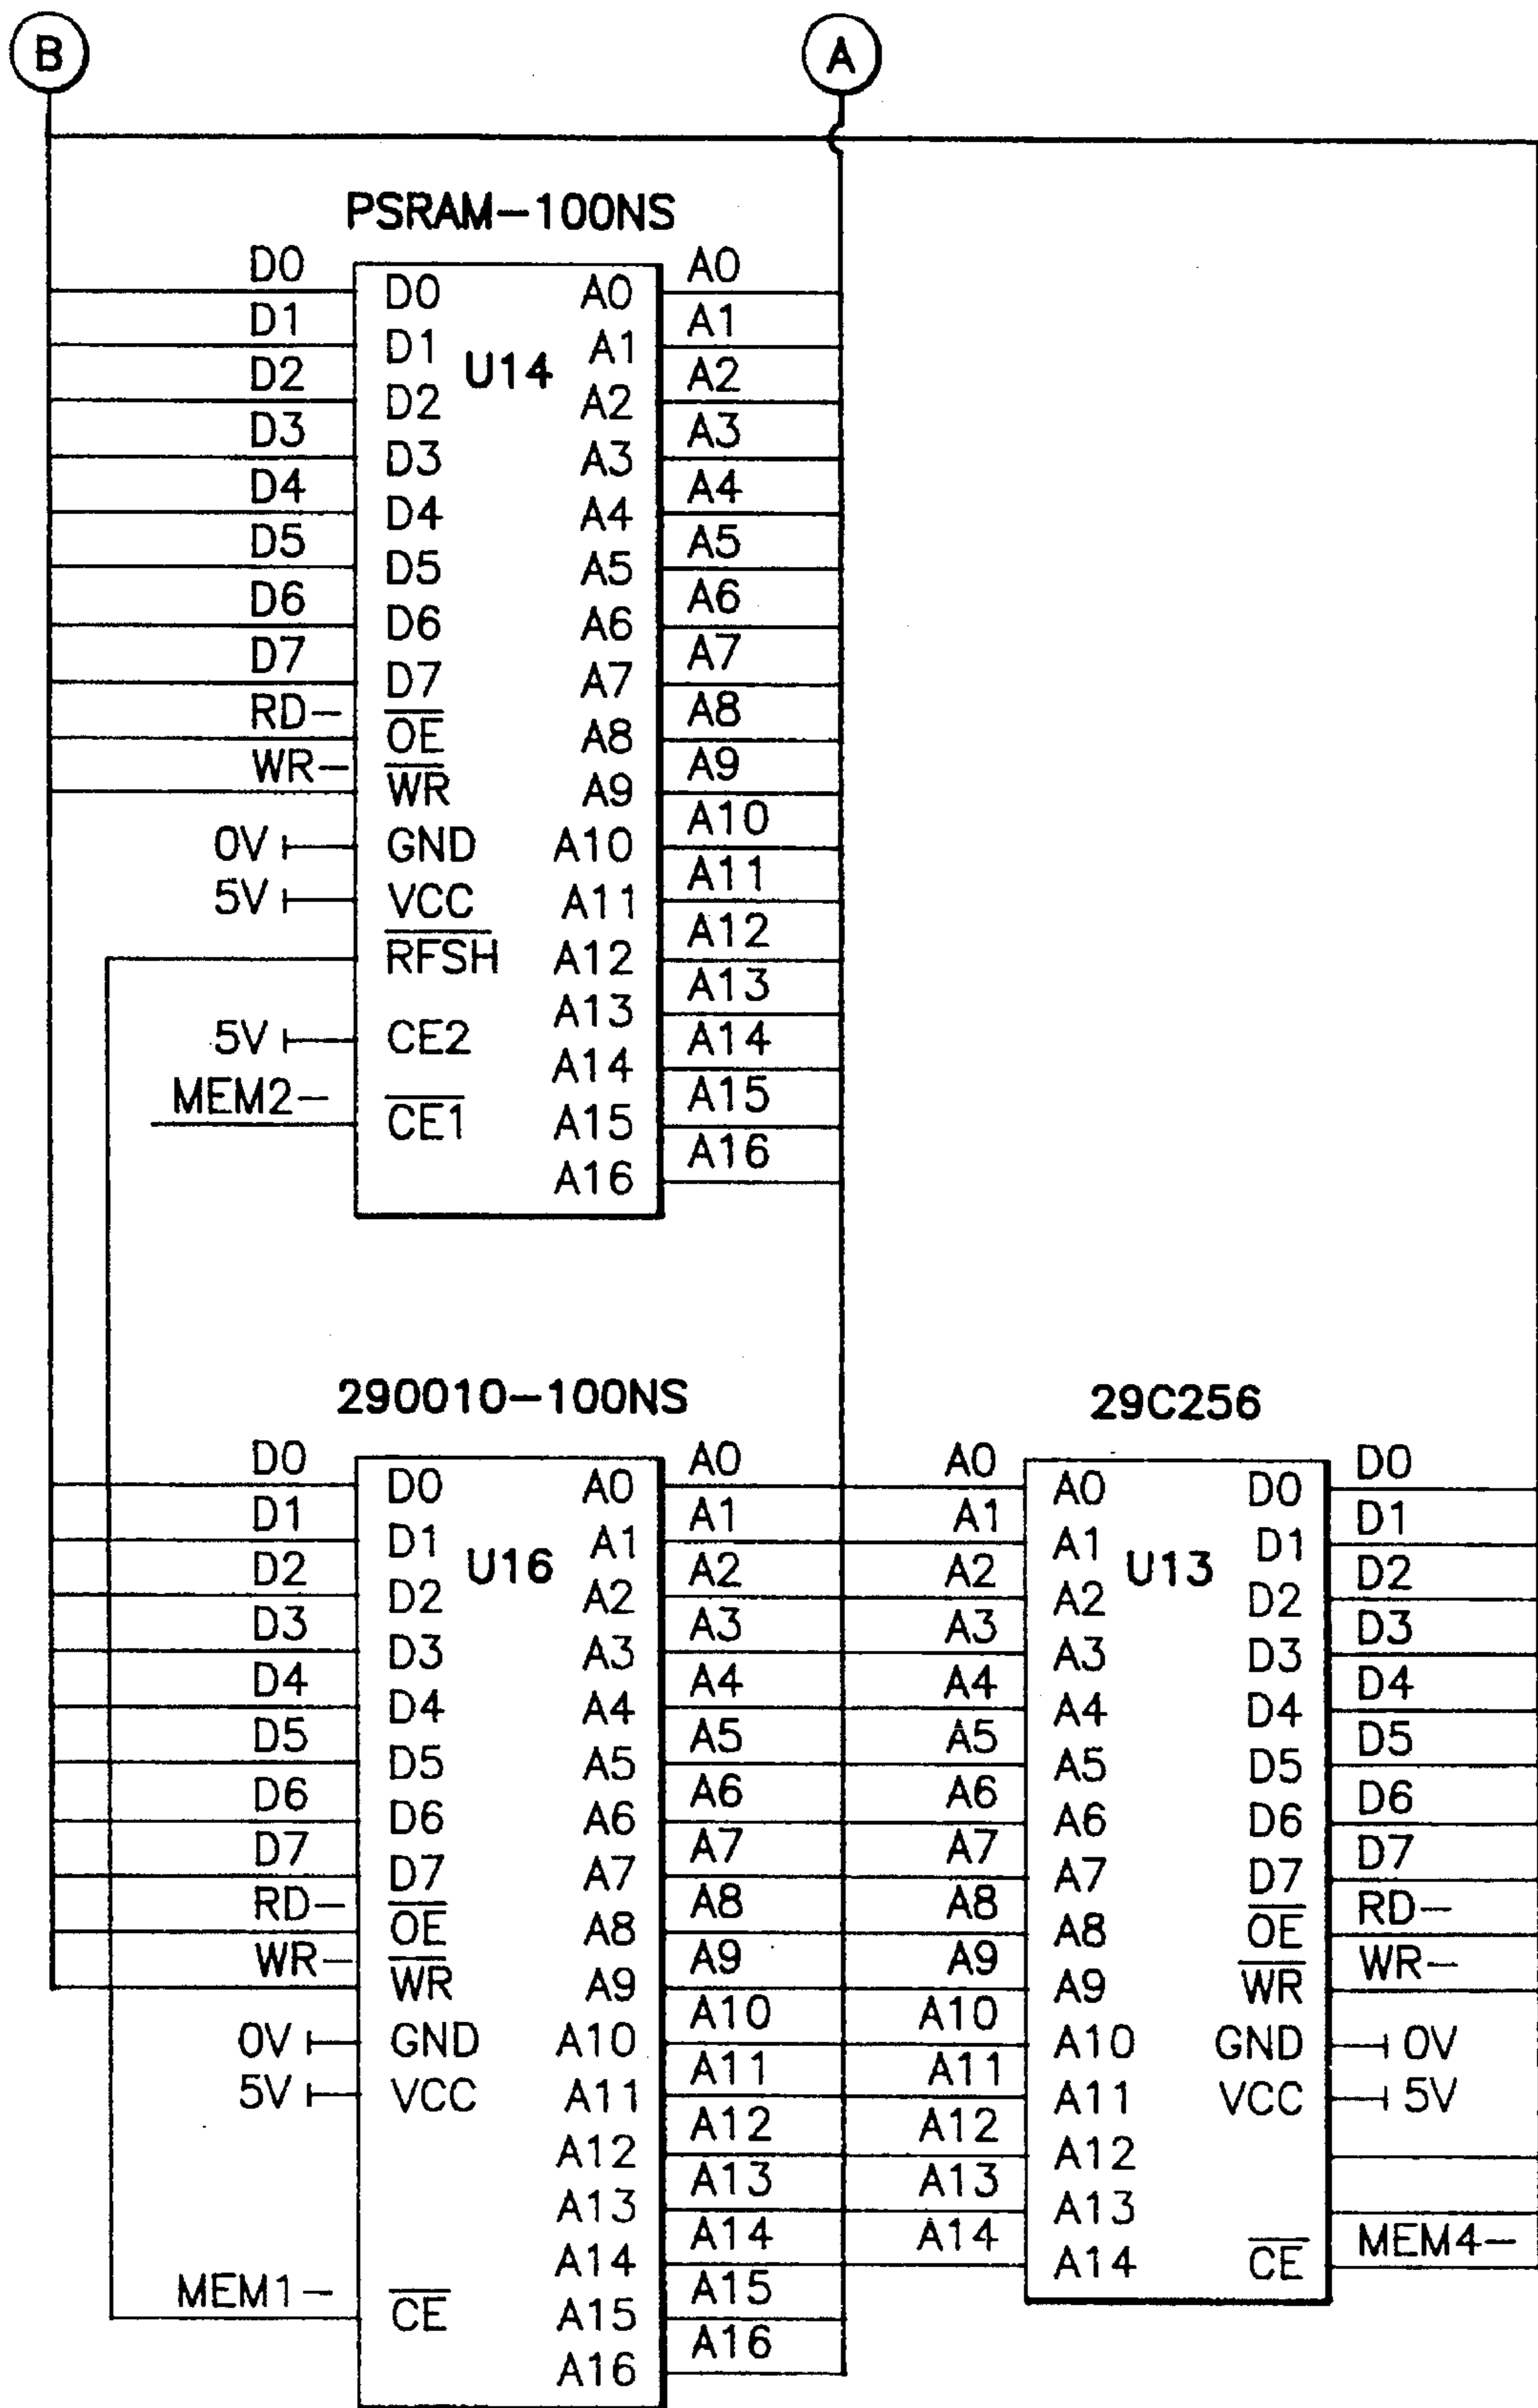 B A
PSRAM-100NS
D0 D0 A0 A0
D1 D1 U14 A1 A1
D2 D2 A2 A2
D3 D3 A3 A3
D4 D4 A4 A4
D5 D5 A5 A5
D6 D6 A6 A6
D7 D7 A7 A7
RD- OE A8 A8
WR- WR A9 A9
0V GND A10 A10
5V VCC A11 A11
RFSH A12 A12
A13 A13
5V CE2 A14 A14
MEM2- CE1 A15 A15
A16 A16
290010-100NS 29C256
D0 D0 A0 A0 A0 A0 D0 D0
D1 D1 U16 A1 A1 A1 A1 U13 D1 D1
D2 D2 A2 A2 A2 A2 D2 D2
D3 D3 A3 A3 A3 A3 D3 D3
D4 D4 A4 A4 A4 A4 D4 D4
D5 D5 A5 A5 A5 A5 D5 D5
D6 D6 A6 A6 A6 A6 D6 D6
D7 D7 A7 A7 A7 A7 D7 D7
RD- OE A8 A8 A8 A8 OE RD-
WR- WR A9 A9 A9 A9 WR WR-
0V GND A10 A10 A10 A10 GND 0V
5V VCC A11 A11 A11 A11 VCC 5V
A12 A12 A12 A12
A13 A13 A13 A13
A14 A14 A14 A14 CE MEM4-
MEM1- CE A15 A15
A16 A16